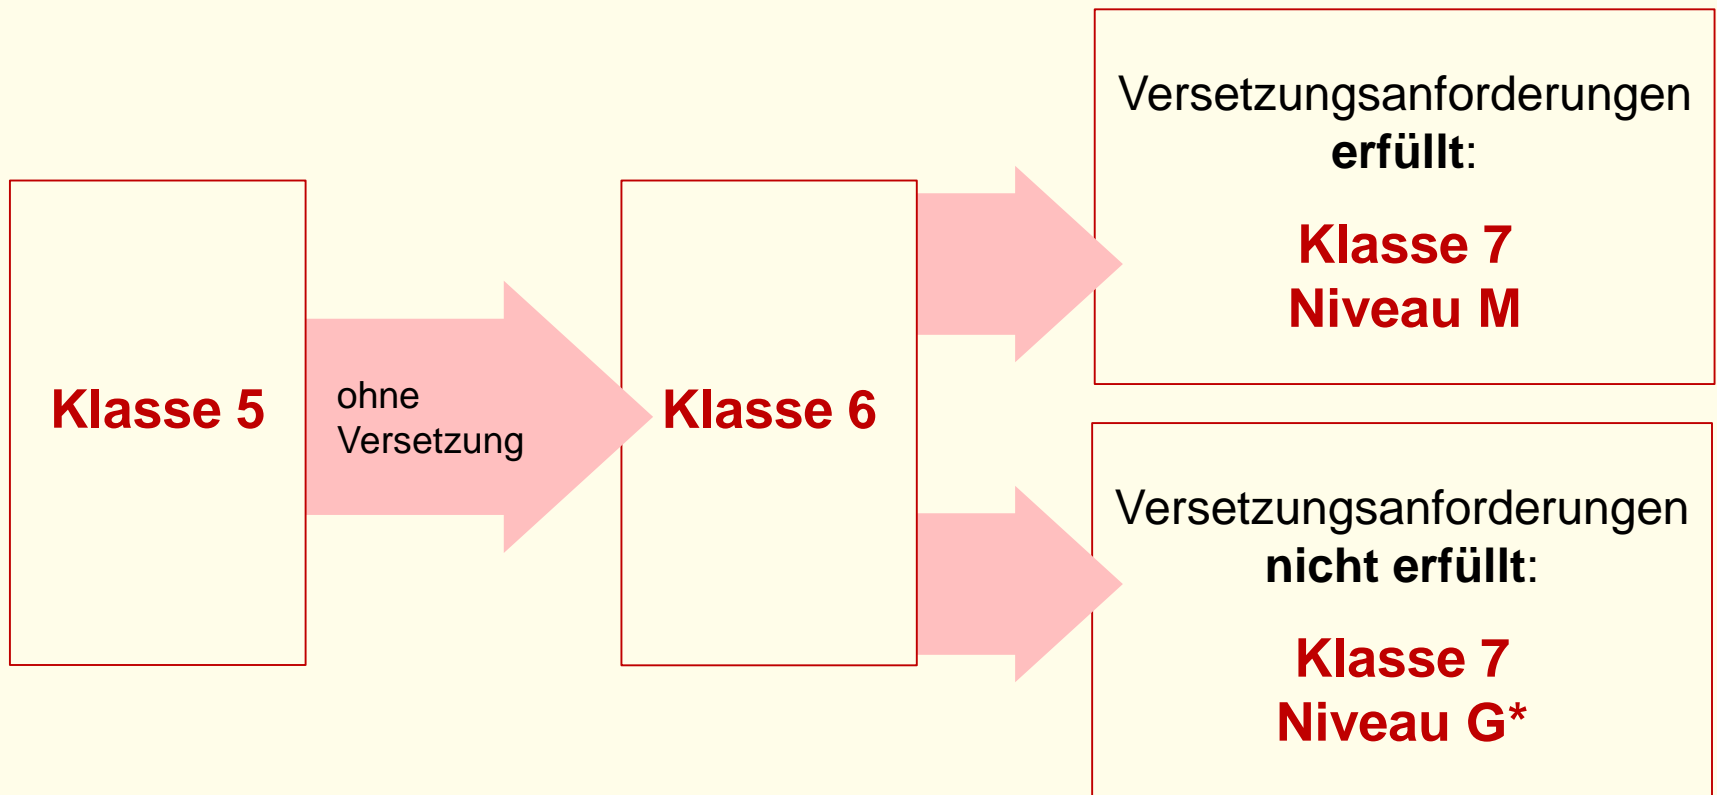 Klasse 5
ohne
Versetzung
Klasse 6
Versetzungsanforderungen
erfüllt:
Klasse 7
Niveau M
Versetzungsanforderungen
nicht erfüllt:
Klasse 7
Niveau G*